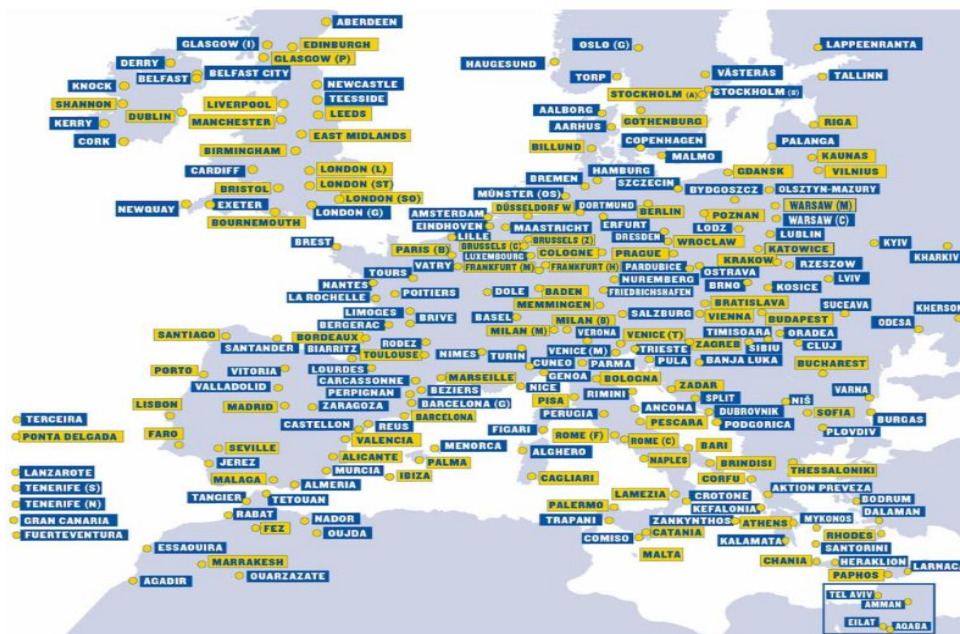 ABERDEEN
GLASGOW (I)
EDINBURGH
GLASGOW (P)
DERRY
BELFAST CITY
BELFAST
KNOCK
NEWCASTLE
TEESSIDE
SHANNON
DUBLIN
LIVERPOOL
LEEDS
KERRY
MANCHESTER
CORK
EAST MIDLANDS
BIRMINGHAM
CARDIFF
LONDON (L)
BRISTOL
LONDON (ST)
LONDON (SO)
NEWQUAY
EXETER
LONDON (G)
BOURNEMOUTH
OSLO (G)
LAPPEENRANTA
HAUGESUND
TORP
VÄSTERÅS
TALLINN
STOCKHOLM (A)
STOCKHOLM (S)
AALBORG
GOTHENBURG
RIGA
AARHUS
COPENHAGEN
PALANGA
BILLUND
MALMO
KAUNAS
HAMBURG
GDANSK
VILNIUS
BREMEN
SZCZECIN
BYDGOSZCZ
OLSZTYN-MAZURY
MÜNSTER (OS)
DÜSSELDORF W
DORTMUND
BERLIN
POZNAN
WARSAW (M)
WARSAW (C)
AMSTERDAM
EINDHOVEN
MAASTRICHT
ERFURT
LODZ
LUBLIN
LILLE
DRESDEN
WROCLAW
BREST
PARIS (B)
BRUSSELS (C)
BRUSSELS (Z)
COLOGNE
PRAGUE
KATOWICE
KYIV
KHARKIV
LUXEMBOURG
KRAKOW
RZESZOW
VATRY
FRANKFURT (M)
FRANKFURT (H)
PARDUBICE
OSTRAVA
TOURS
NUREMBERG
BRNO
KOSICE
LVIV
NANTES
POITIERS
DOLE
BADEN
FRIEDRICHSHAFEN
LA ROCHELLE
MEMMINGEN
BRATISLAVA
SUCEAVA
KHERSON
LIMOGES
BRIVE
BASEL
MILAN (B)
SALZBURG
VIENNA
BUDAPEST
ODESA
BERGERAC
MILAN (M)
VERONA
VENICE (T)
TIMISOARA
ORADEA
SANTIAGO
SANTANDER
BORDEAUX
RODEZ
ZAGREB
SIBIU
CLUJ
BIARRITZ
TOULOUSE
NIMES
TURIN
VENICE (M)
TRIESTE
BANJA LUKA
CUNEO
PARMA
PULA
BUCHAREST
PORTO
VITORIA
LOURDES
GENOA
BOLOGNA
VALLADOLID
CARCASSONNE
MARSEILLE
NICE
RIMINI
ZADAR
VARNA
PERPIGNAN
BEZIERS
PISA
SPLIT
NIŠ
LISBON
MADRID
ZARAGOZA
BARCELONA (G)
PERUGIA
ANCONA
DUBROVNIK
SOFIA
BURGAS
TERCEIRA
BARCELONA
PESCARA
PODGORICA
PLOVDIV
CASTELLON
REUS
FIGARI
PONTA DELGADA
FARO
VALENCIA
MENORCA
ROME (F)
ROME (C)
BARI
SEVILLE
ALICANTE
PALMA
ALGHERO
NAPLES
BRINDISI
THESSALONIKI
JEREZ
MURCIA
IBIZA
CAGLIARI
CORFU
LANZAROTE
MALAGA
ALMERIA
AKTION PREVEZA
TENERIFE (S)
TANGIER
TETOUAN
LAMEZIA
CROTONE
BODRUM
TENERIFE (N)
RABAT
PALERMO
KEFALONIA
DALAMAN
GRAN CANARIA
NADOR
TRAPANI
ZANKYNTHOS
ATHENS
MYKONOS
FEZ
OUJDA
CATANIA
RHODES
FUERTEVENTURA
COMISO
KALAMATA
SANTORINI
ESSAOUIRA
MALTA
CHANIA
HERAKLION
MARRAKESH
LARNACA
AGADIR
OUARZAZATE
PAPHOS
TEL AVIV
AMMAN
EILAT
AQABA